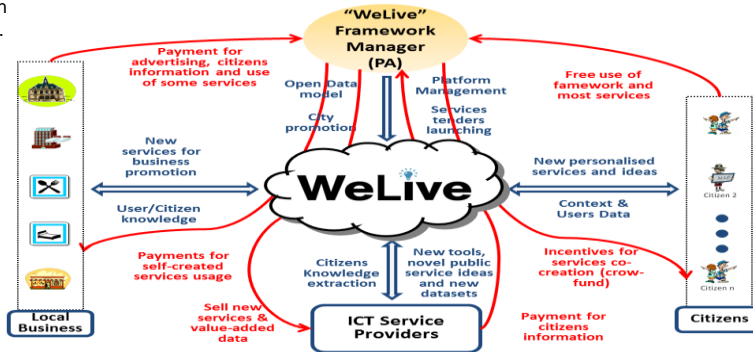 "WeLive"
Framework
Manager
(PA)
Payment for
advertising, citizens
information and use
of some services
Open Data
model
City
promotion
Platform
Management
Services
tenders
launching
Free use of
famework and
most services
New
services for
business
promotion
User/Citizen
knowledge
WeLive
New personalised
services and ideas
Context &
Users Data
Citizen 2
Citizen n
Payments for
self-created
services usage
Citizens
Knowledge
extraction
New tools,
novel public
service ideas
and new
datasets
Incentives for
services co-
creation (crow-
fund)
Sell new
services &
value-added
data
Payment for
citizens
information
Local
Business
ICT Service
Providers
Citizens